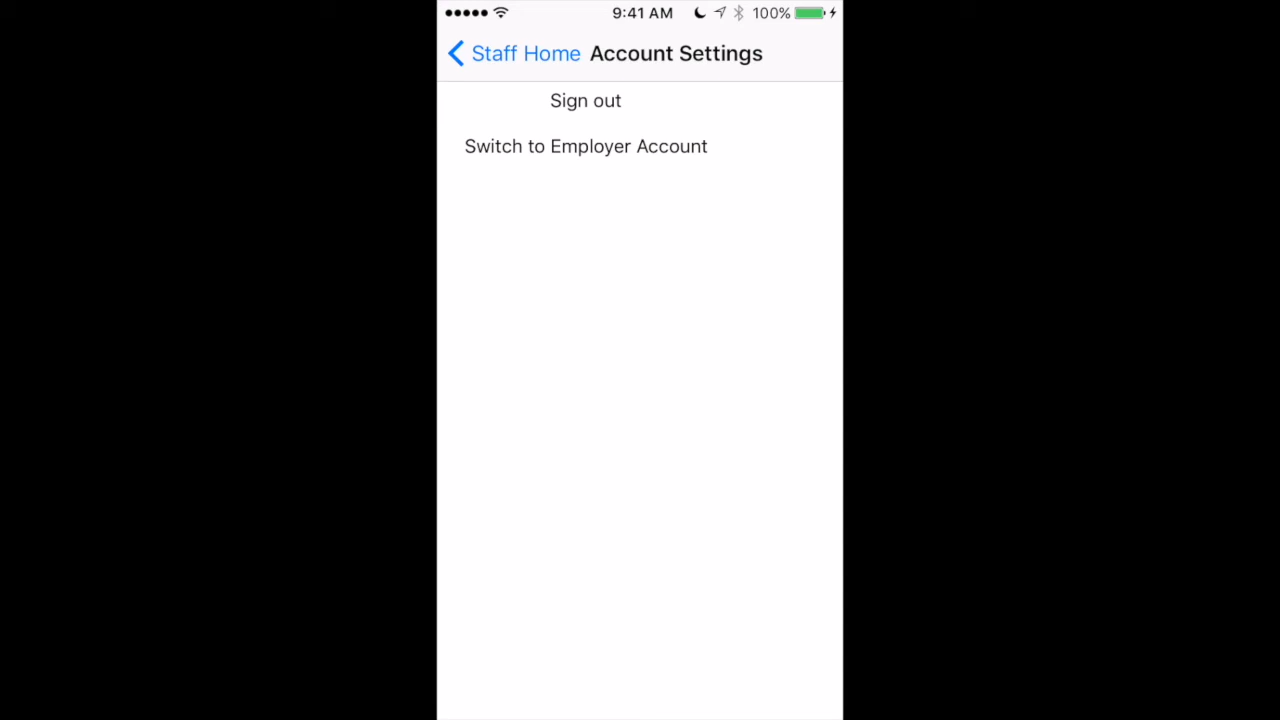 9:41 AM 100%
Staff Home Account Settings
Sign out
Switch to Employer Account